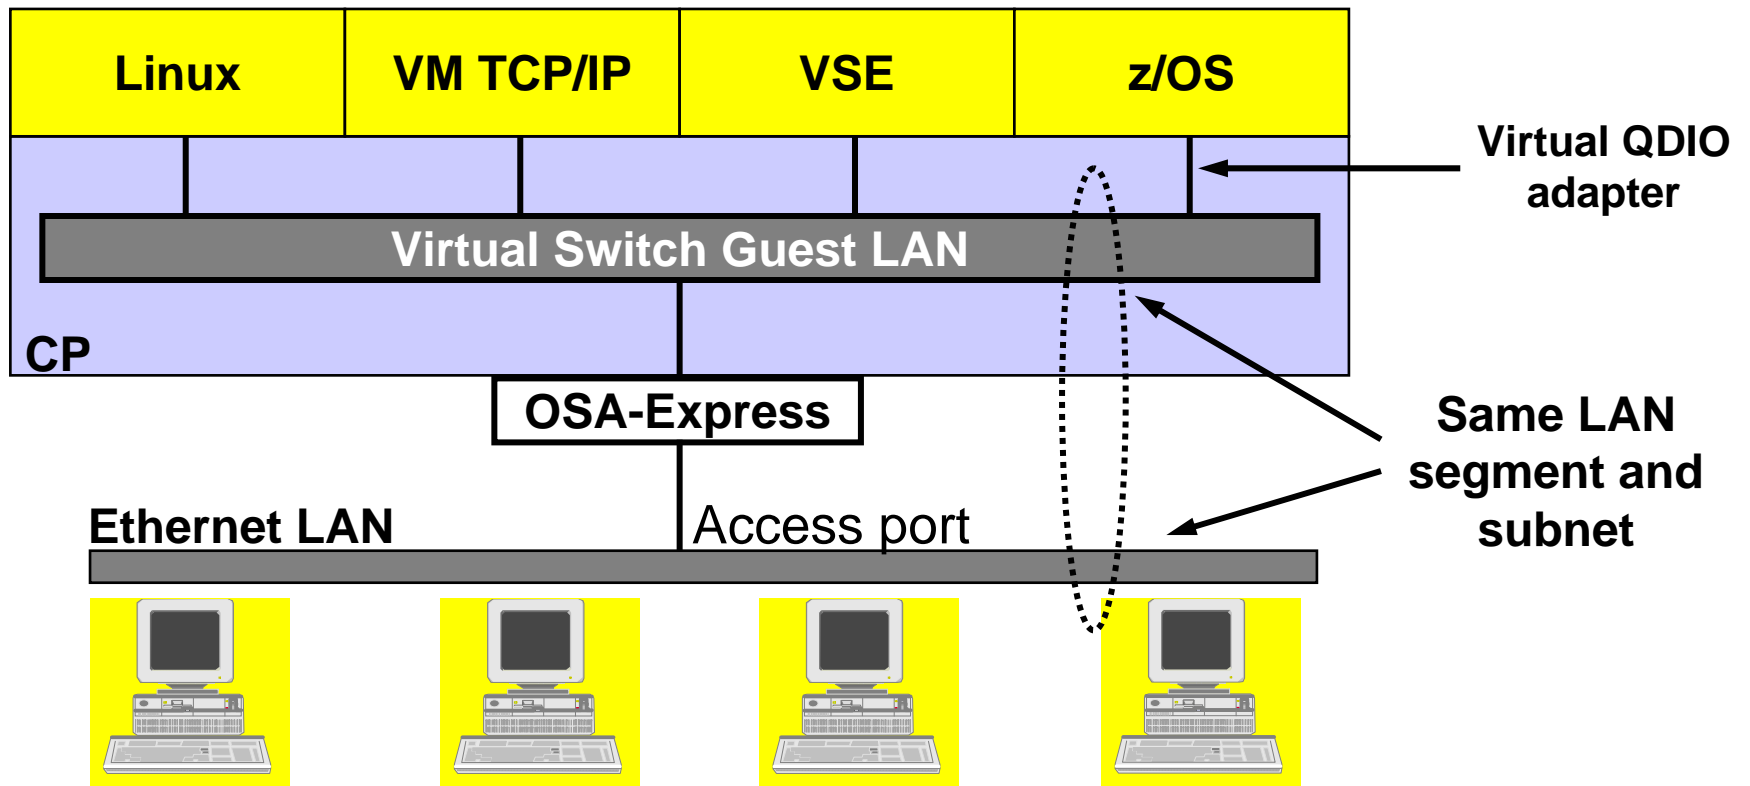 Linux
VM TCP/IP
VSE
z/OS
Virtual QDIO
adapter
Virtual Switch Guest LAN
CP
OSA-Express
Same LAN
segment and
subnet
Ethernet LAN
Access port